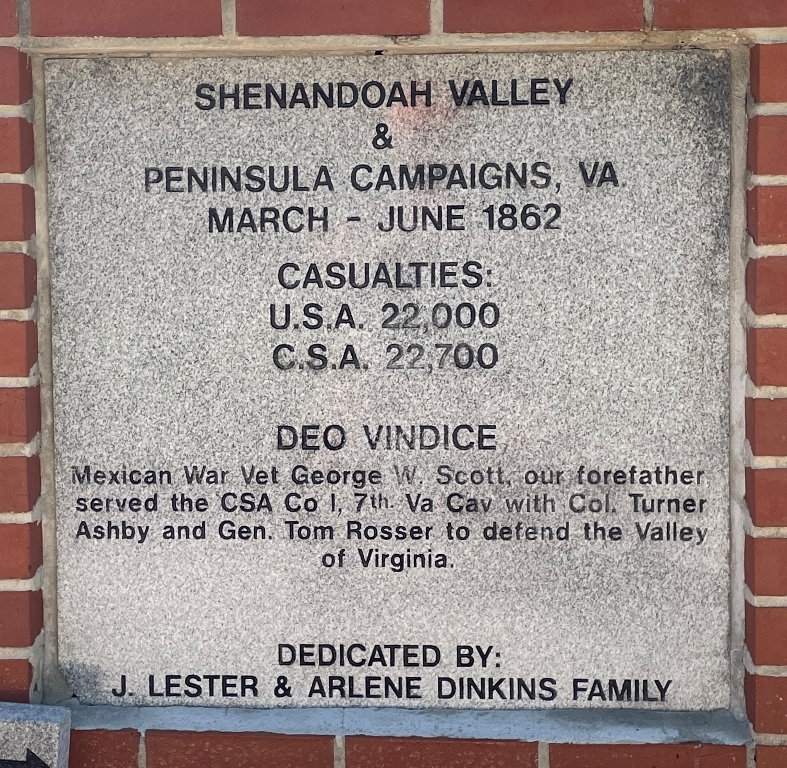 SHENANDOAH VALLEY
&
PENINSULA CAMPAIGNS, VA
MARCH - JUNE 1862
CASUALTIES:
U.S.A. 22,000
C.S.A. 22,700
DEO VINDICE
Mexican War Vet George W. Scott, our forefather
served the CSA Co I, 7th. Va Cav with Col. Turner
Ashby and Gen. Tom Rosser to defend the Valley
of Virginia.
DEDICATED BY:
J. LESTER & ARLENE DINKINS FAMILY